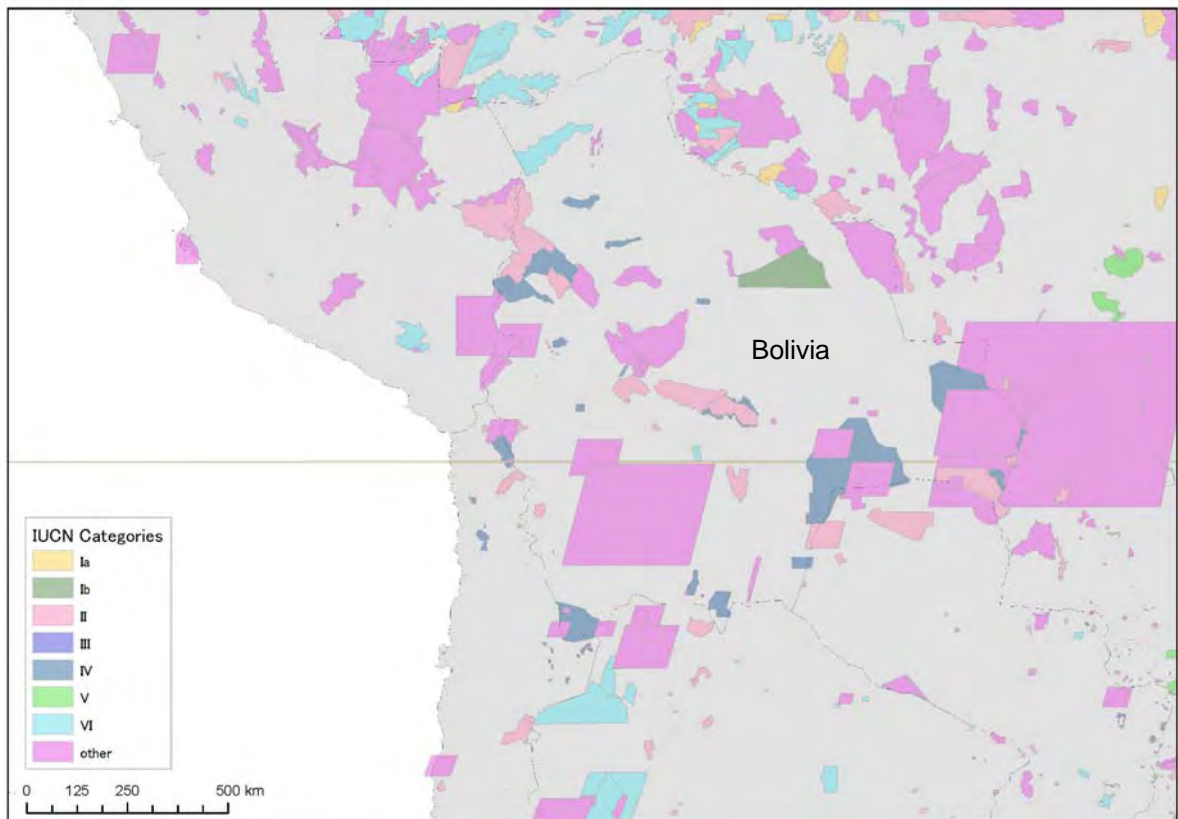 Bolivia
IUCN Categories
Ia
Ib
II
III
IV
V
VI
other
0 125 250 500 km